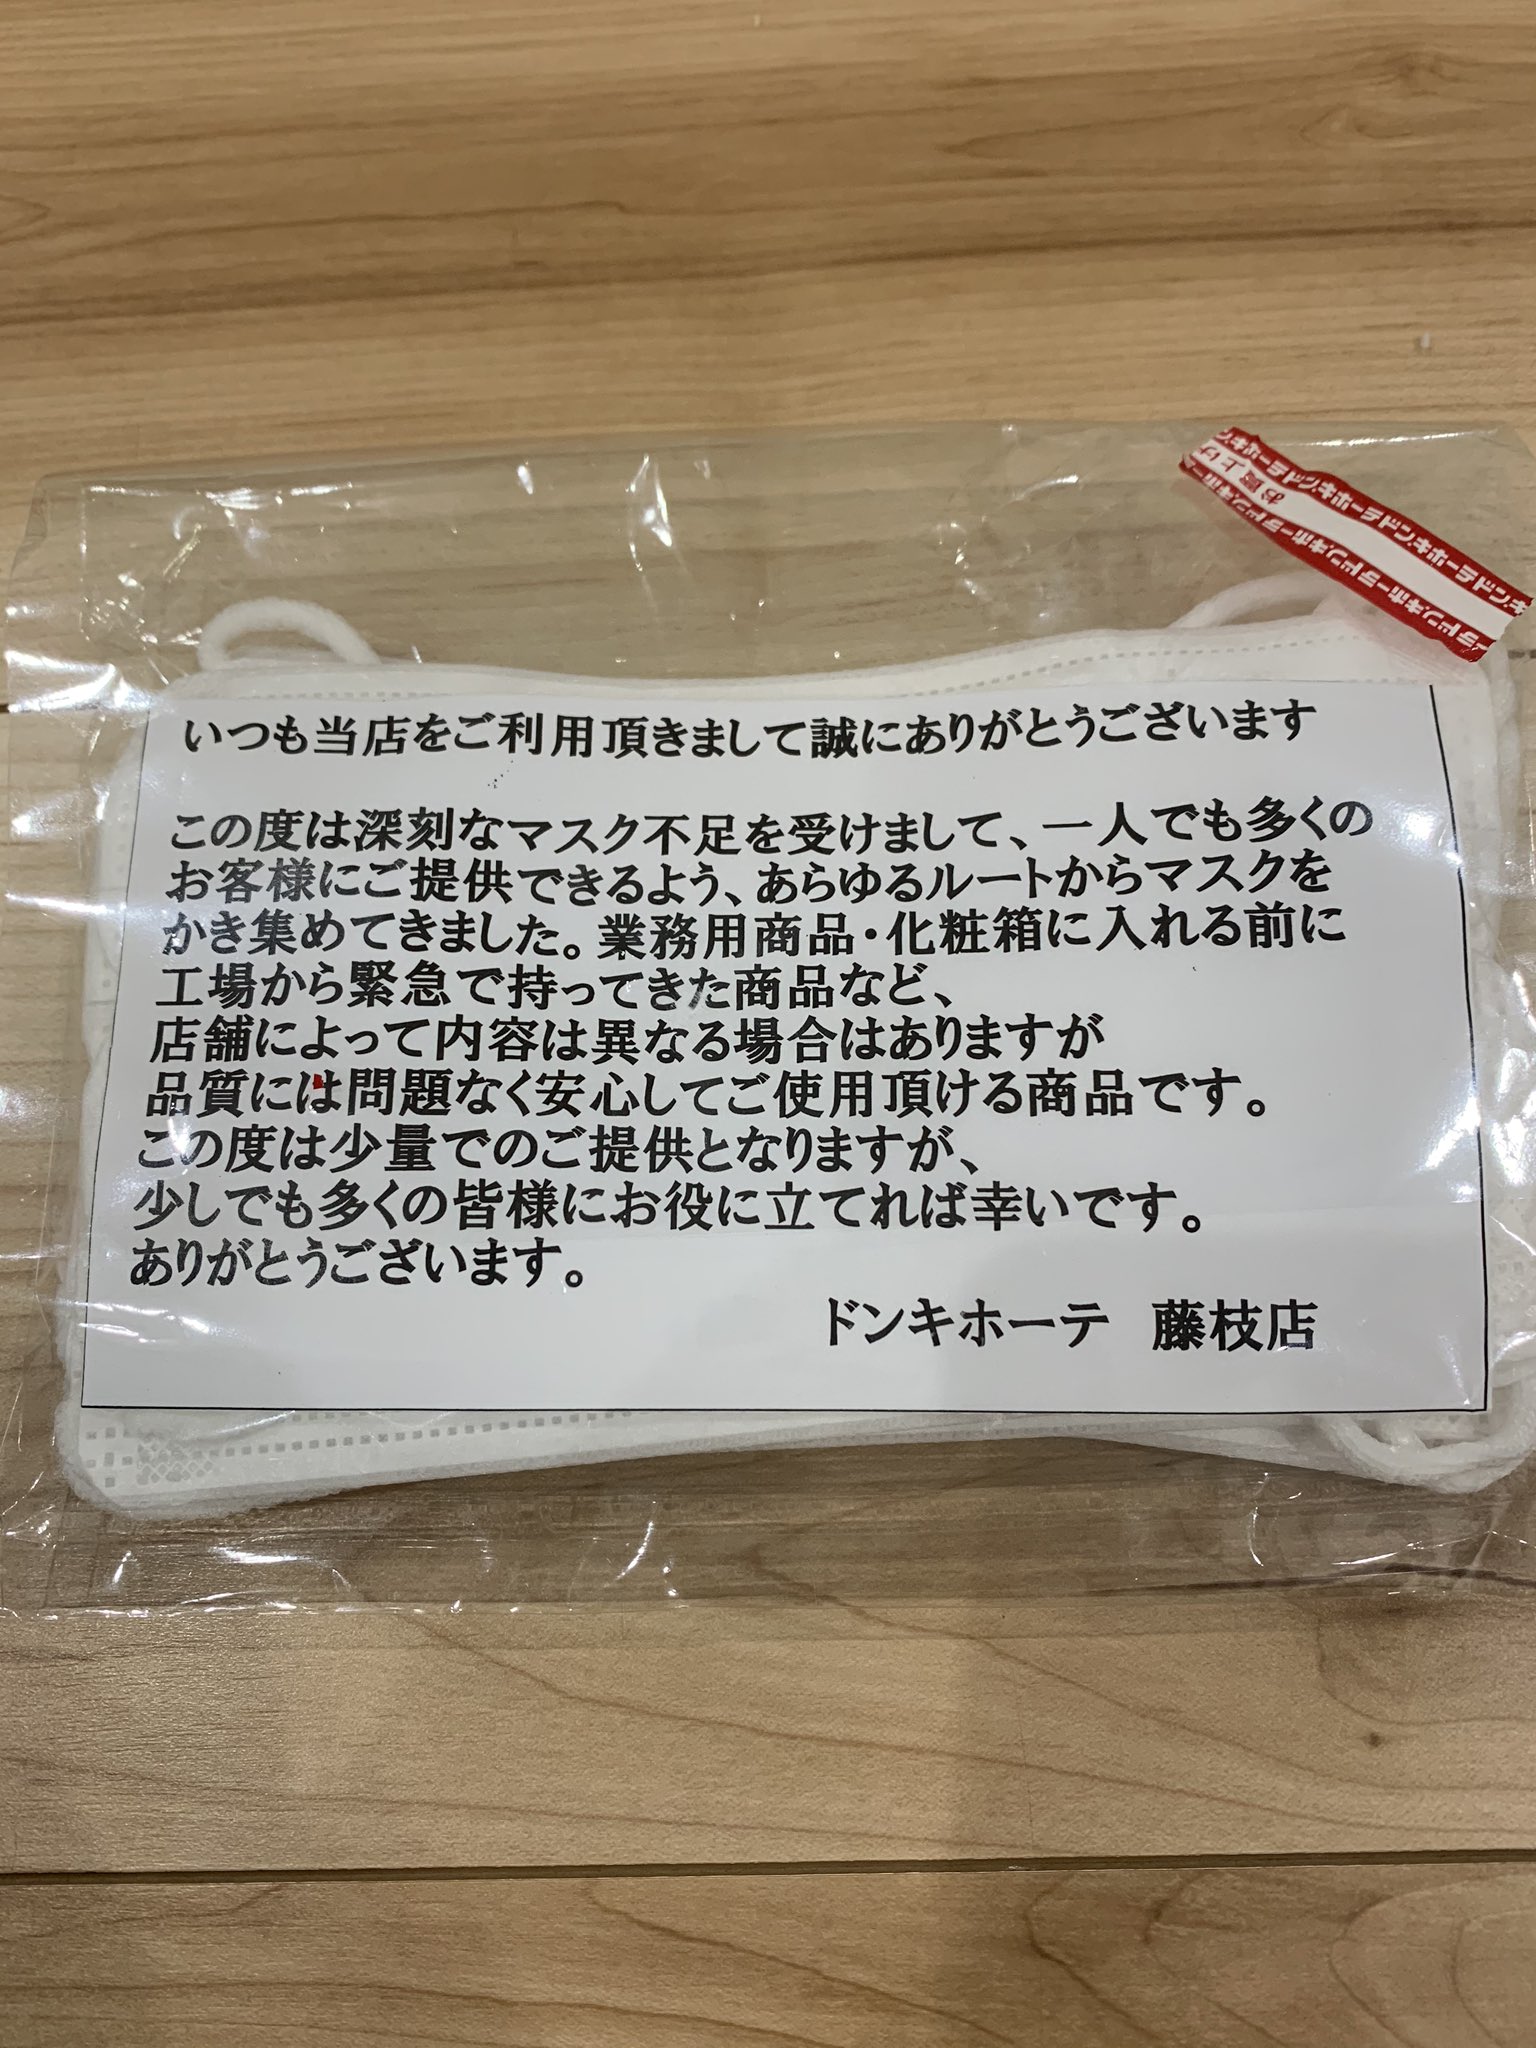 いつも当店をご利用頂きまして誠にありがとうございます
この度は深刻なマスク不足を受けまして、一人でも多くの
お客様にご提供できるよう、あらゆるルートからマスクを
かき集めてきました。業務用商品・化粧箱に入れる前に
工場から緊急で持ってきた商品など、
店舗によって内容は異なる場合はありますが
品質には問題なく安心してご使用頂ける商品です。
この度は少量でのご提供となりますが、
少しでも多くの皆様にお役に立てれば幸いです。
ありがとうございます。
ドンキホーテ 藤枝店
お買上げ
ドンキホーテ